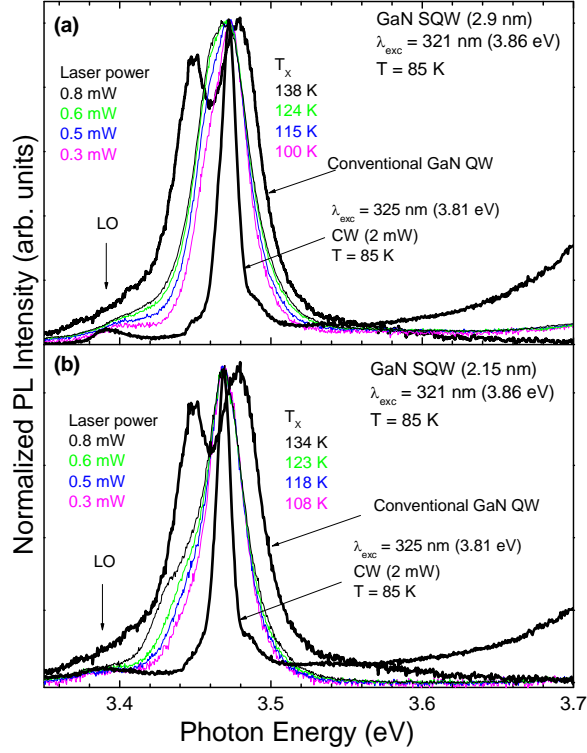 (a)
GaN SQW (2.9 nm)
λexc = 321 nm (3.86 eV)
T = 85 K
Laser power
0.8 mW
0.6 mW
0.5 mW
0.3 mW
TX
138 K
124 K
115 K
100 K
Conventional GaN QW
λexc = 325 nm (3.81 eV)
CW (2 mW)
T = 85 K
LO
(b)
GaN SQW (2.15 nm)
λexc = 321 nm (3.86 eV)
T = 85 K
Laser power
0.8 mW
0.6 mW
0.5 mW
0.3 mW
TX
134 K
123 K
118 K
108 K
Conventional GaN QW
λexc = 325 nm (3.81 eV)
CW (2 mW)
T = 85 K
LO
Normalized PL Intensity (arb. units)
3.4
3.5
3.6
3.7
Photon Energy (eV)